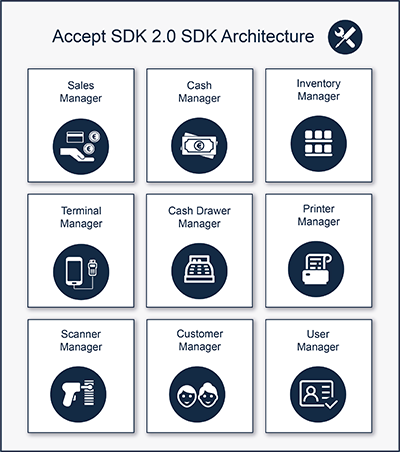 Accept SDK 2.0 SDK Architecture
Sales
Manager
Cash
Manager
Inventory
Manager
Terminal
Manager
Cash Drawer
Manager
Printer
Manager
Scanner
Manager
Customer
Manager
User
Manager